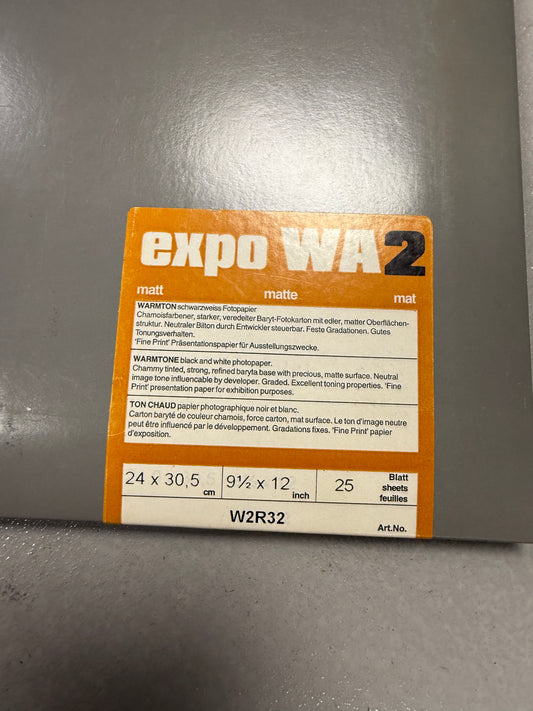 expo WA2
matt matte mat
WARMTON schwarzweiss Fotopapier
Chamoisfarbener, starker, veredelter Baryt-Fotokarton mit edler, matter Oberflächen-
struktur. Neutraler Bilton durch Entwickler steuerbar. Feste Gradationen. Gutes
Tonungsverhalten.
'Fine Print' Präsentationspapier für Ausstellungszwecke.
WARMTONE black and white photopaper.
Chammy tinted, strong, refined baryta base with precious, matte surface. Neutral
image tone influencable by developer. Graded. Excellent toning properties. 'Fine
Print' presentation paper for exhibition purposes.
TON CHAUD papier photographique noir et blanc.
Carton baryté de couleur chamois, force carton, mat surface. Le ton d'image neutre
peut être influencé par le développement. Gradations fixes. 'Fine Print' papier
d'exposition.
24 x 30,5 cm 9½ x 12 inch 25 Blatt
sheets
feuilles
W2R32 Art.No.